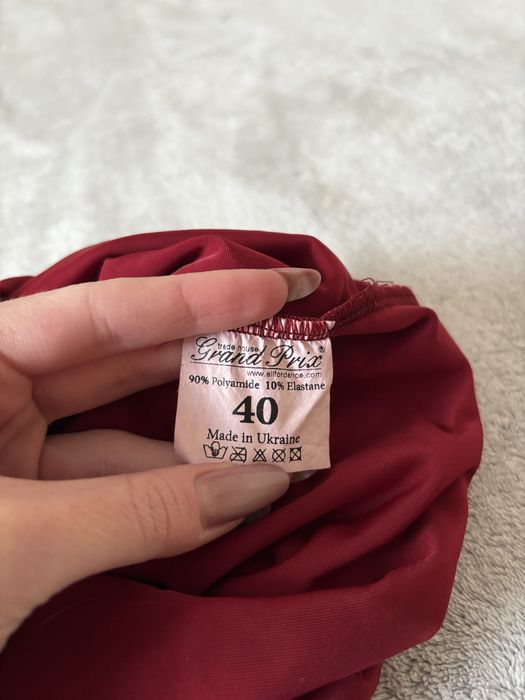 trade house
Grand Prix®
www.allfordance.com
90% Polyamide 10% Elastane
40
Made in Ukraine